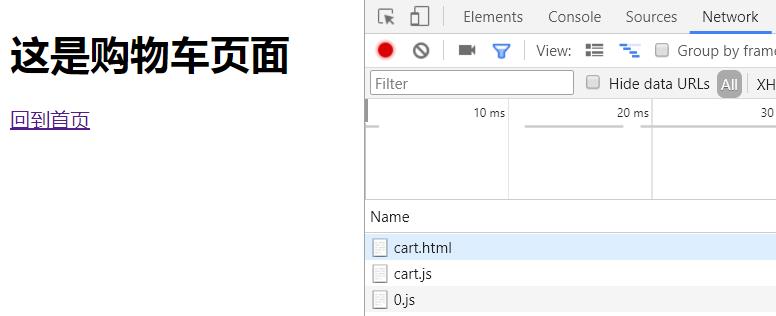 这是购物车页面
回到首页
Elements Console Sources Network
View: Group by frame
Filter Hide data URLs All XH
10 ms 20 ms 30
Name
cart.html
cart.js
0.js